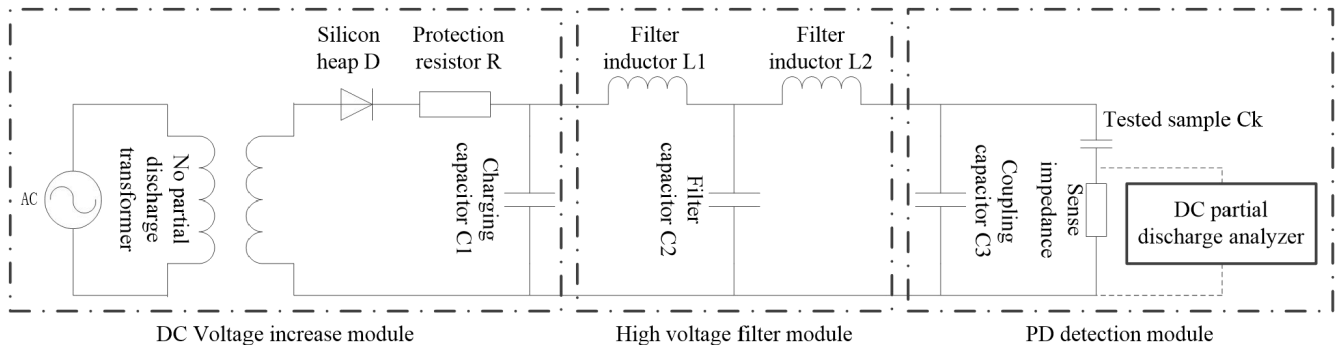 Silicon
heap D
Protection
resistor R
Filter
inductor L1
Filter
inductor L2
AC
No partial
discharge
transformer
Charging
capacitor C1
Filter
capacitor C2
Coupling
capacitor C3
Tested sample Ck
Sense
impedance
DC partial
discharge analyzer
DC Voltage increase module
High voltage filter module
PD detection module